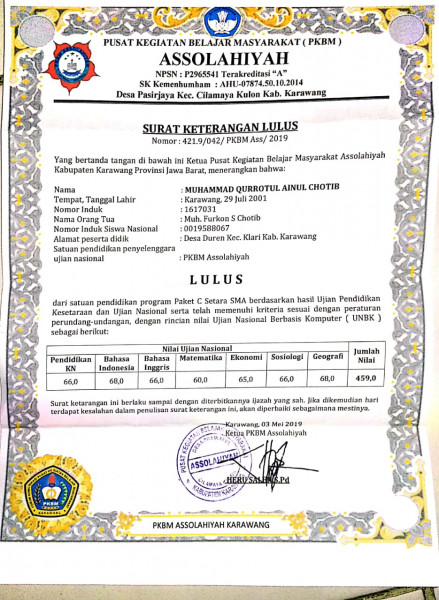 PUSAT KEGIATAN BELAJAR MASYARAKAT ( PKBM )
ASSOLAHIYAH
NPSN : P2965541 Terakreditasi "A"
SK Kemenhumham : AHU-07874.50.10.2014
Desa Pasirjaya Kec. Cilamaya Kulon Kab. Karawang
SURAT KETERANGAN LULUS
Nomor : 421.9/042/ PKBM Ass/ 2019
Yang bertanda tangan di bawah ini Ketua Pusat Kegiatan Belajar Masyarakat Assolahiyah
Kabupaten Karawang Provinsi Jawa Barat, menerangkan bahwa:
Nama : MUHAMMAD QURROTUL AINUL CHOTIB
Tempat, Tanggal Lahir : Karawang, 29 Juli 2001
Nomor Induk : 1617031
Nama Orang Tua : Muh. Furkon S Chotib
Nomor Induk Siswa Nasional : 0019588067
Alamat peserta didik : Desa Duren Kec. Klari Kab. Karawang
Satuan pendidikan penyelenggara
ujian nasional : PKBM Assolahiyah
L U L U S
dari satuan pendidikan program Paket C Setara SMA berdasarkan hasil Ujian Pendidikan
Kesetaraan dan Ujian Nasional serta telah memenuhi kriteria sesuai dengan peraturan
perundang-undangan, dengan rincian nilai Ujian Nasional Berbasis Komputer ( UNBK )
sebagai berikut:
Nilai Ujian Nasional Jumlah Nilai
Pendidikan KN Bahasa Indonesia Bahasa Inggris Matematika Ekonomi Sosiologi Geografi
66,0 68,0 66,0 60.0 65,0 66,0 68,0 459,0
Surat keterangan ini berlaku sampai dengan diterbitkannya ijazah yang sah. Jika dikemudian hari
terdapat kesalahan dalam penulisan surat keterangan ini, akan diperbaiki sebagaimana mestinya.
Karawang, 03 Mei 2019
Ketua PKBM Assolahiyah
PUSAT KEGIATAN BELAJAR
ASSOLAHIYAH
KABUPATEN
S.Pd
PKBM
KARAWANG
PKBM ASSOLAHIYAH KARAWANG